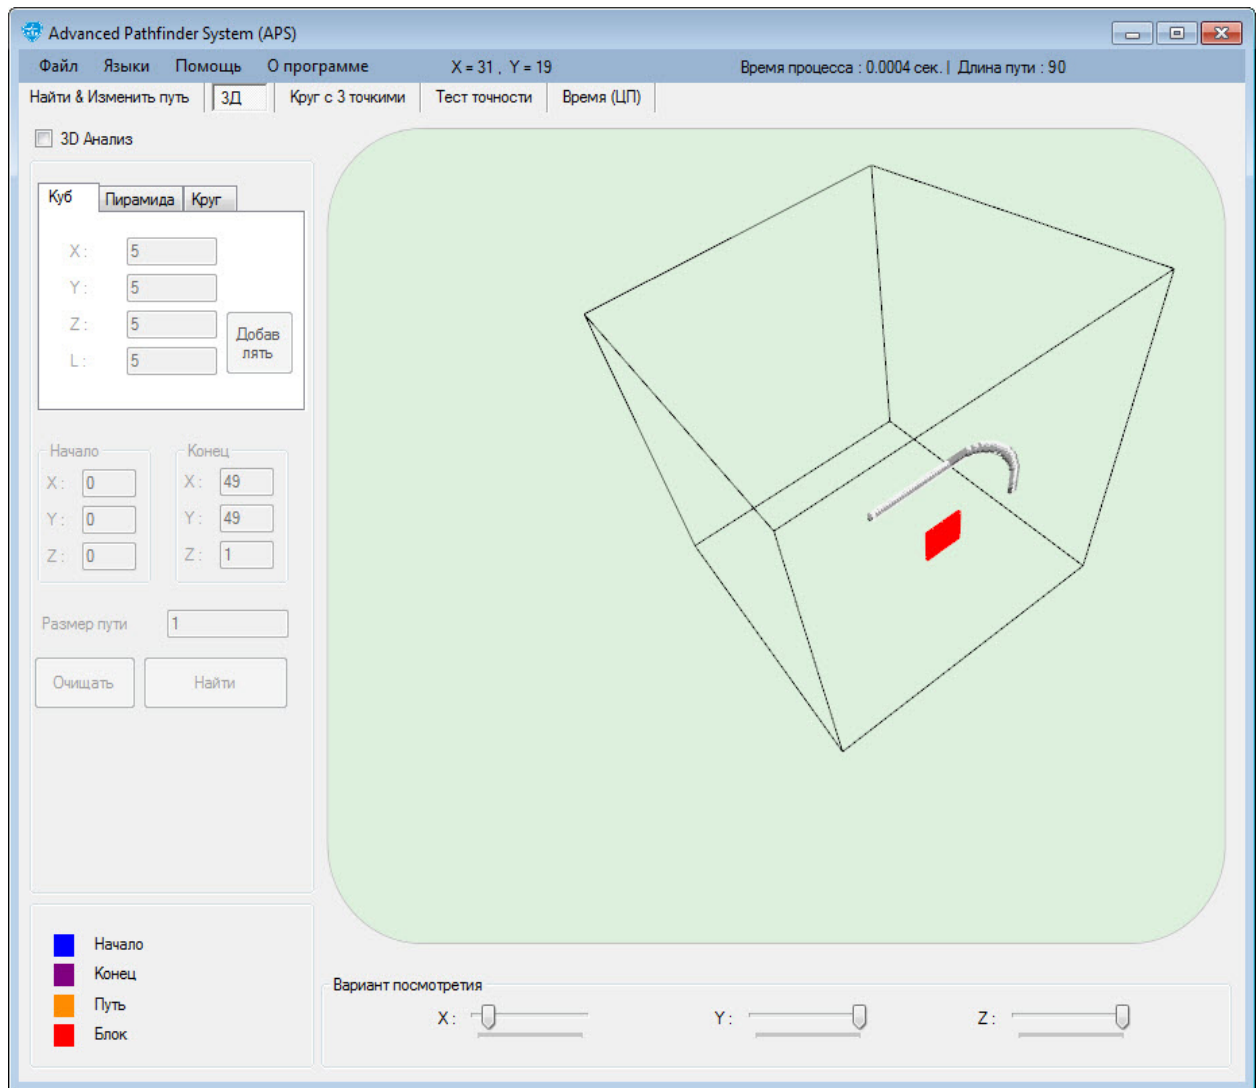 Advanced Pathfinder System (APS)
Файл Языки Помощь О программе X = 31 , Y = 19 Время процесса : 0.0004 сек. | Длина пути : 90
Найти & Изменить путь 3Д Круг с 3 точками Тест точности Время (ЦП)
3D Анализ
Куб Пирамида Круг
X : 5
Y : 5
Z : 5
L : 5
Добав
лять
Начало
X : 0
Y : 0
Z : 0
Конец
X : 49
Y : 49
Z : 1
Размер пути 1
Очищать Найти
Начало
Конец
Путь
Блок
Вариант посмотретия
X : Y : Z :